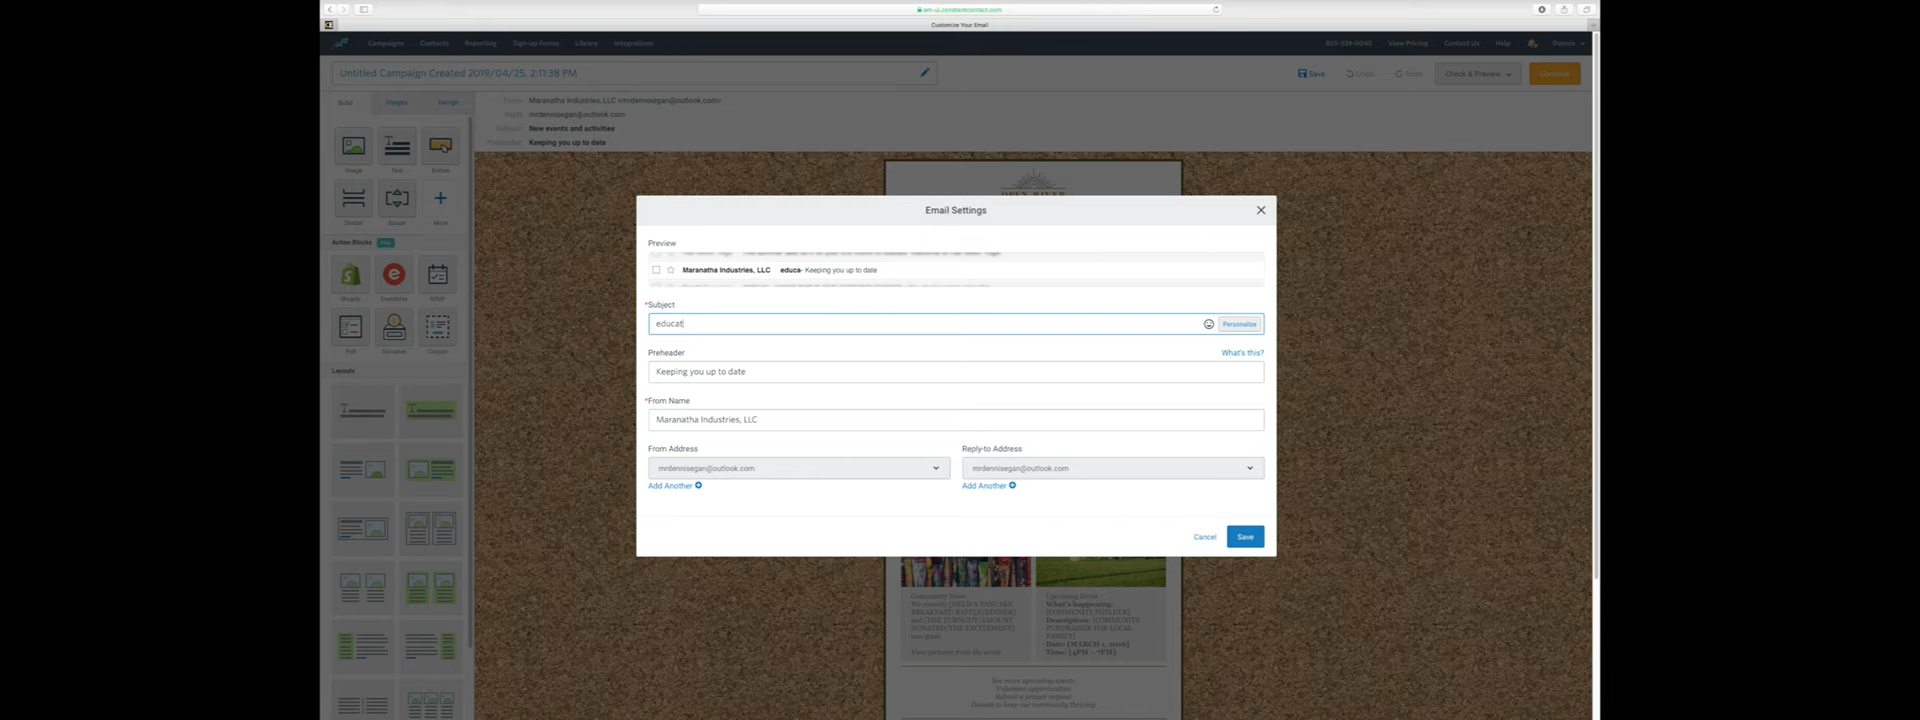 em-ui.constantcontact.com
Customize Your Email
Campaigns Contacts Reporting Sign-up Forms Library Integrations 855-229-0045 View Pricing Contact Us Help Dennis
Untitled Campaign Created 2019/04/25, 2:11:38 PM
Save Undo Redo Check & Preview Continue
Build Images Design
From: Maranatha Industries, LLC <mrdennisegan@outlook.com>
Reply: mrdennisegan@outlook.com
Subject: New events and activities
Preheader: Keeping you up to date
Image Text Button
Divider Spacer More
OPEN RIVER
Action Blocks
Shopify Eventbrite RSVP
Poll Donation Coupon
Layouts
Email Settings
Preview
Maranatha Industries, LLC educa- Keeping you up to date
*Subject
educat
Personalize
Preheader What's this?
Keeping you up to date
*From Name
Maranatha Industries, LLC
From Address Reply-to Address
mrdennisegan@outlook.com mrdennisegan@outlook.com
Add Another Add Another
Cancel Save
Community News
We recently [HELD A PANCAKE
BREAKFAST/RAFFLE/DINNER]
and [THE TURNOUT/AMOUNT
DONATED/THE EXCITEMENT]
was great.
View pictures from the event
Upcoming Event
What's happening:
[COMMUNITY POTLUCK]
Description: [COMMUNITY
FUNDRAISER FOR LOCAL
FAMILY]
Date: [MARCH 1, 2016]
Time: [4PM – 7PM]
See more upcoming events
Volunteer opportunities
Submit a prayer request
Donate to keep our community thriving